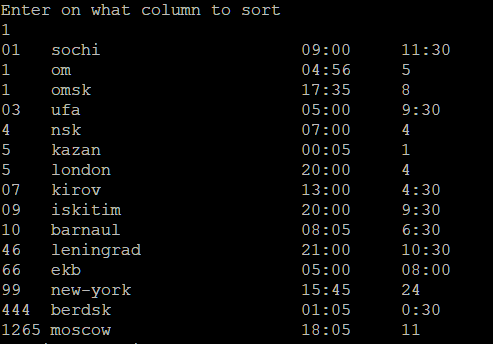 Enter on what column to sort
1
01 sochi 09:00 11:30
1 om 04:56 5
1 omsk 17:35 8
03 ufa 05:00 9:30
4 nsk 07:00 4
5 kazan 00:05 1
5 london 20:00 4
07 kirov 13:00 4:30
09 iskitim 20:00 9:30
10 barnaul 08:05 6:30
46 leningrad 21:00 10:30
66 ekb 05:00 08:00
99 new-york 15:45 24
444 berdsk 01:05 0:30
1265 moscow 18:05 11